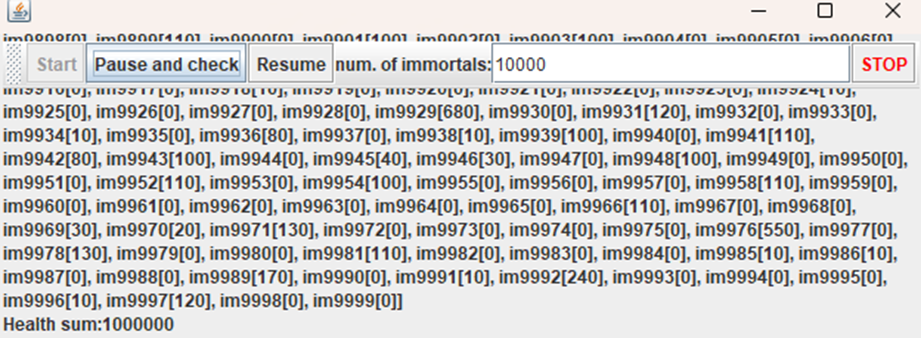 im9898[0], im9899[110], im9900[0], im9901[100], im9902[0], im9903[100], im9904[0], im9905[0], im9906[0],
Start Pause and check Resume num. of immortals: 10000 STOP
im9916[0], im9917[0], im9918[10], im9919[0], im9920[0], im9921[0], im9922[0], im9923[0], im9924[10],
im9925[0], im9926[0], im9927[0], im9928[0], im9929[680], im9930[0], im9931[120], im9932[0], im9933[0],
im9934[10], im9935[0], im9936[80], im9937[0], im9938[10], im9939[100], im9940[0], im9941[110],
im9942[80], im9943[100], im9944[0], im9945[40], im9946[30], im9947[0], im9948[100], im9949[0], im9950[0],
im9951[0], im9952[110], im9953[0], im9954[100], im9955[0], im9956[0], im9957[0], im9958[110], im9959[0],
im9960[0], im9961[0], im9962[0], im9963[0], im9964[0], im9965[0], im9966[110], im9967[0], im9968[0],
im9969[30], im9970[20], im9971[130], im9972[0], im9973[0], im9974[0], im9975[0], im9976[550], im9977[0],
im9978[130], im9979[0], im9980[0], im9981[110], im9982[0], im9983[0], im9984[0], im9985[10], im9986[10],
im9987[0], im9988[0], im9989[170], im9990[0], im9991[10], im9992[240], im9993[0], im9994[0], im9995[0],
im9996[10], im9997[120], im9998[0], im9999[0]]
Health sum:1000000